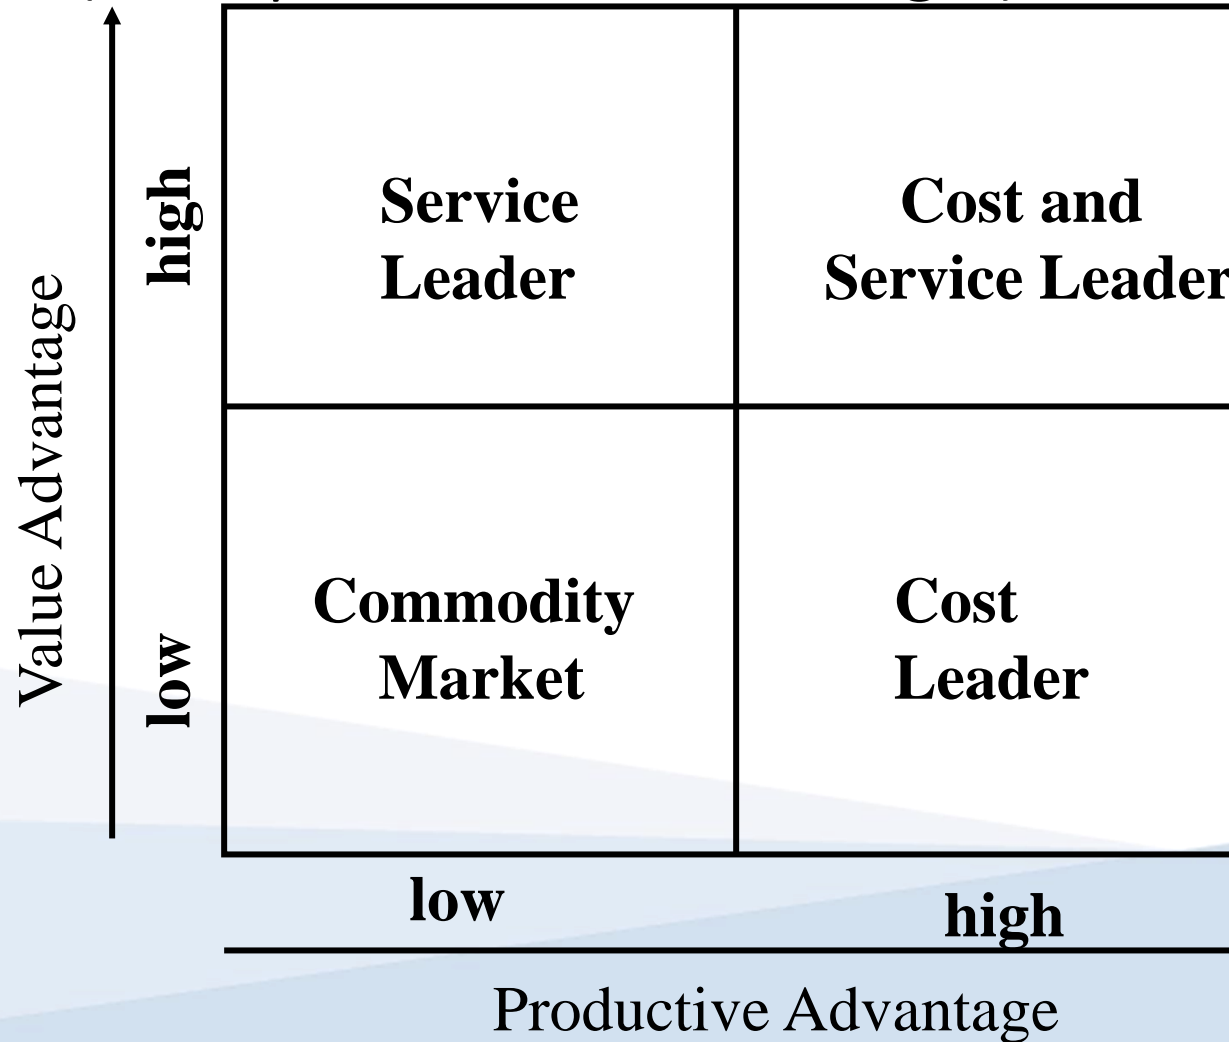 Value Advantage
high
low
Service
Leader
Cost and
Service Leader
Commodity
Market
Cost
Leader
low
high
Productive Advantage